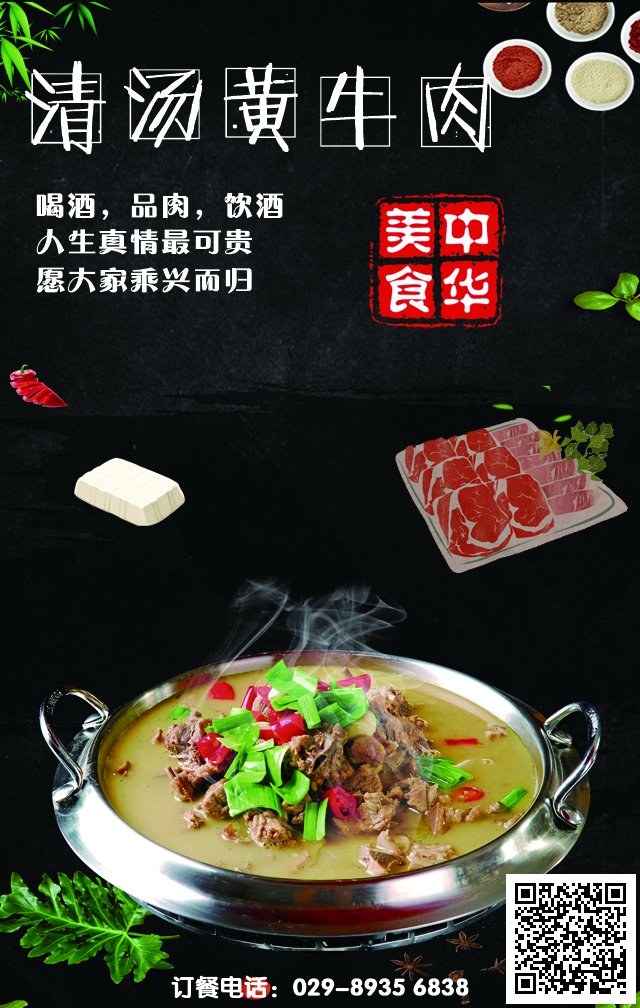 清汤黄牛肉
喝酒，品肉，饮酒
人生真情最可贵
愿大家乘兴而归
中华
美食
订餐电话：029-8935 6838